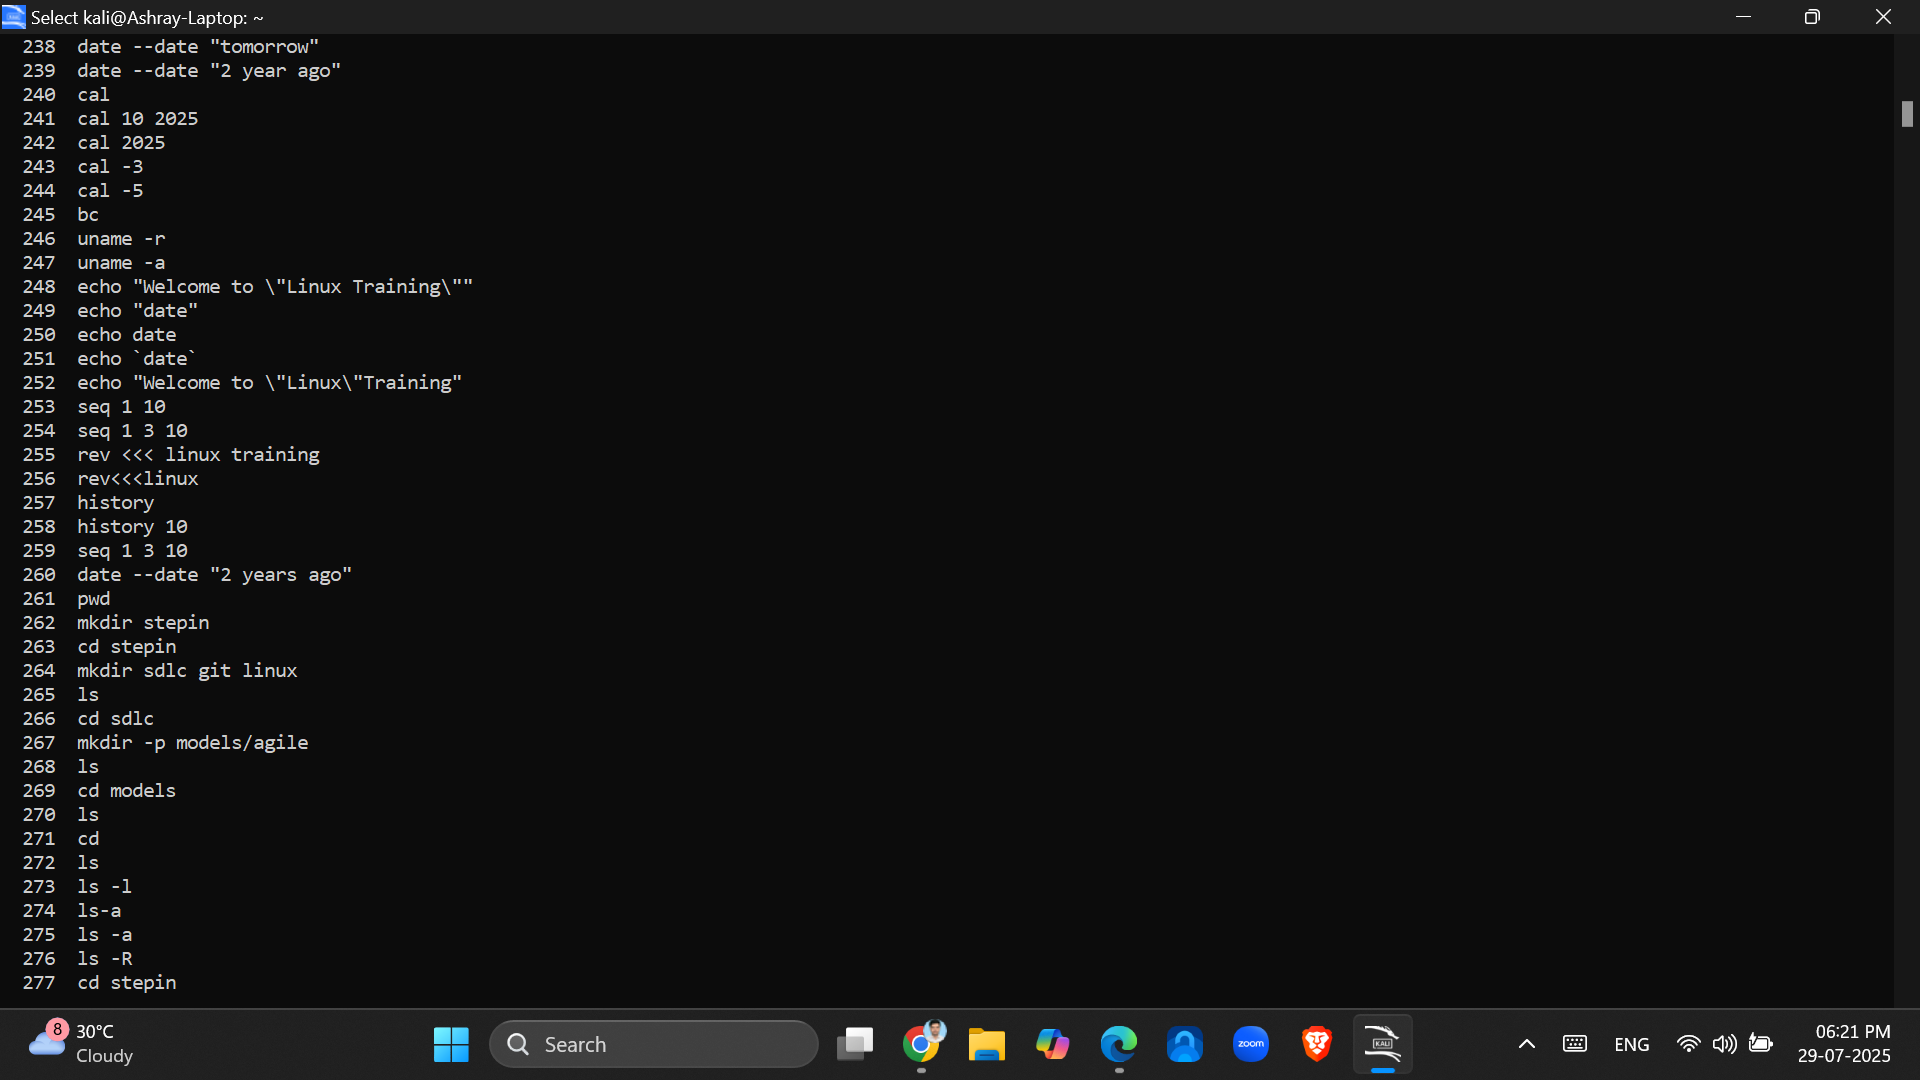 Select kali@Ashray-Laptop: ~
238 date --date "tomorrow"
239 date --date "2 year ago"
240 cal
241 cal 10 2025
242 cal 2025
243 cal -3
244 cal -5
245 bc
246 uname -r
247 uname -a
248 echo "Welcome to \"Linux Training\""
249 echo "date"
250 echo date
251 echo `date`
252 echo "Welcome to \"Linux\"Training"
253 seq 1 10
254 seq 1 3 10
255 rev <<< linux training
256 rev<<<linux
257 history
258 history 10
259 seq 1 3 10
260 date --date "2 years ago"
261 pwd
262 mkdir stepin
263 cd stepin
264 mkdir sdlc git linux
265 ls
266 cd sdlc
267 mkdir -p models/agile
268 ls
269 cd models
270 ls
271 cd
272 ls
273 ls -l
274 ls-a
275 ls -a
276 ls -R
277 cd stepin
8
30°C
Cloudy
Search
zoom
KALI
ENG
06:21 PM
29-07-2025